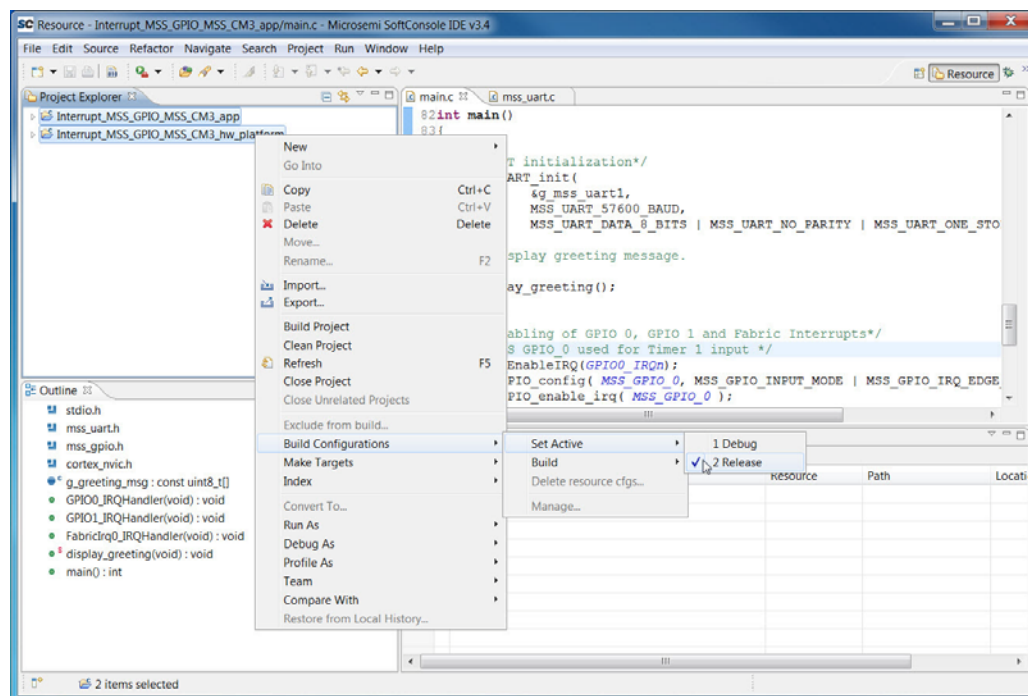 SC Resource - Interrupt_MSS_GPIO_MSS_CM3_app/main.c - Microsemi SoftConsole IDE v3.4
File Edit Source Refactor Navigate Search Project Run Window Help
Resource
Project Explorer
main.c
mss_uart.c
Interrupt_MSS_GPIO_MSS_CM3_app
Interrupt_MSS_GPIO_MSS_CM3_hw_platform
82int main()
83{
T initialization*/
ART_init(
&g_mss_uart1,
MSS_UART_57600_BAUD,
MSS_UART_DATA_8_BITS | MSS_UART_NO_PARITY | MSS_UART_ONE_STO
splay greeting message.
ay_greeting();
abling of GPIO 0, GPIO 1 and Fabric Interrupts*/
S GPIO_0 used for Timer 1 input */
EnableIRQ(GPIO0_IRQn);
PIO_config( MSS_GPIO_0, MSS_GPIO_INPUT_MODE | MSS_GPIO_IRQ_EDGE
PIO_enable_irq( MSS_GPIO_0 );
New
Go Into
Copy Ctrl+C
Paste Ctrl+V
Delete Delete
Move...
Rename... F2
Import...
Export...
Build Project
Clean Project
Refresh F5
Close Project
Close Unrelated Projects
Exclude from build...
Build Configurations
Make Targets
Index
Convert To...
Run As
Debug As
Profile As
Team
Compare With
Restore from Local History...
Set Active
Build
Delete resource cfgs...
Manage...
1 Debug
2 Release
Resource Path Locati
Outline
stdio.h
mss_uart.h
mss_gpio.h
cortex_nvic.h
g_greeting_msg : const uint8_t[]
GPIO0_IRQHandler(void) : void
GPIO1_IRQHandler(void) : void
FabricIrq0_IRQHandler(void) : void
display_greeting(void) : void
main() : int
2 items selected